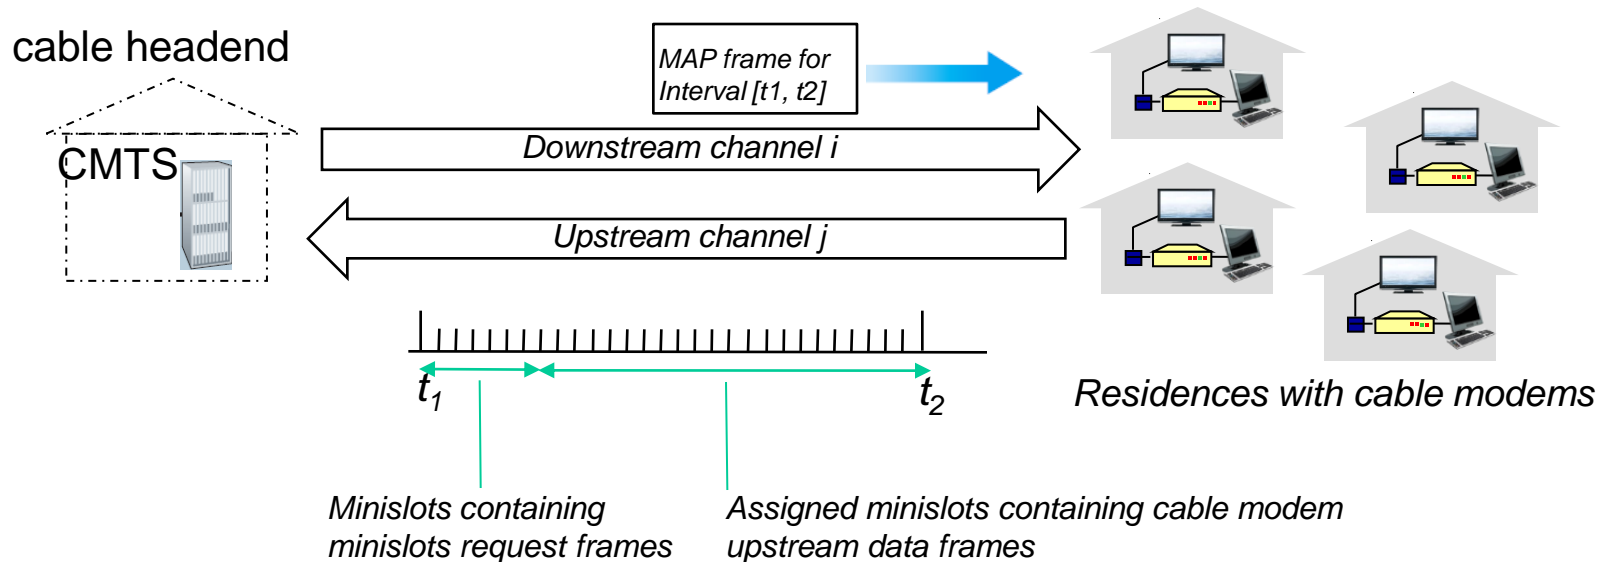 cable headend
MAP frame for
Interval [t1, t2]
Downstream channel i
CMTS
Upstream channel j
t1
t2
Residences with cable modems
Minislots containing
minislots request frames
Assigned minislots containing cable modem
upstream data frames